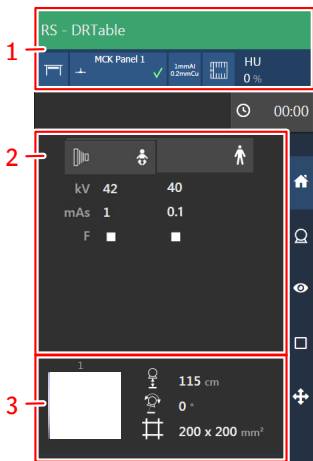 RS - DRTable
1
MCK Panel 1
1mmAl
0.2mmCu
HU
0 %
00:00
2
kV 42 40
mAs 1 0.1
F
3
1
115 cm
0 °
200 x 200 mm²